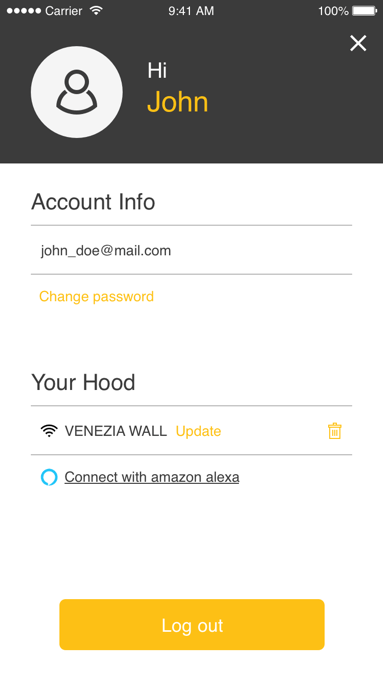 Carrier 9:41 AM 100%
Hi
John
Account Info
john_doe@mail.com
Change password
Your Hood
VENEZIA WALL Update
Connect with amazon alexa
Log out